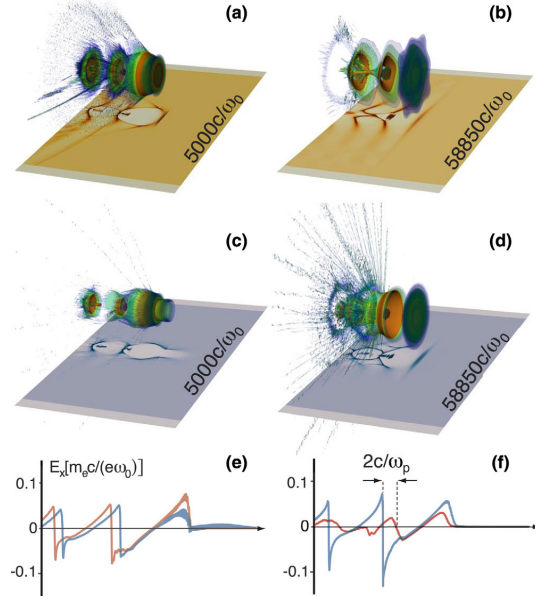 (a)
(b)
5000c/ω₀
58850c/ω₀
(c)
(d)
5000c/ω₀
58850c/ω₀
Eₓ[mₑc/(eω₀)]
(e)
2c/ωₚ
(f)
0.1
0
-0.1
0.1
0
-0.1